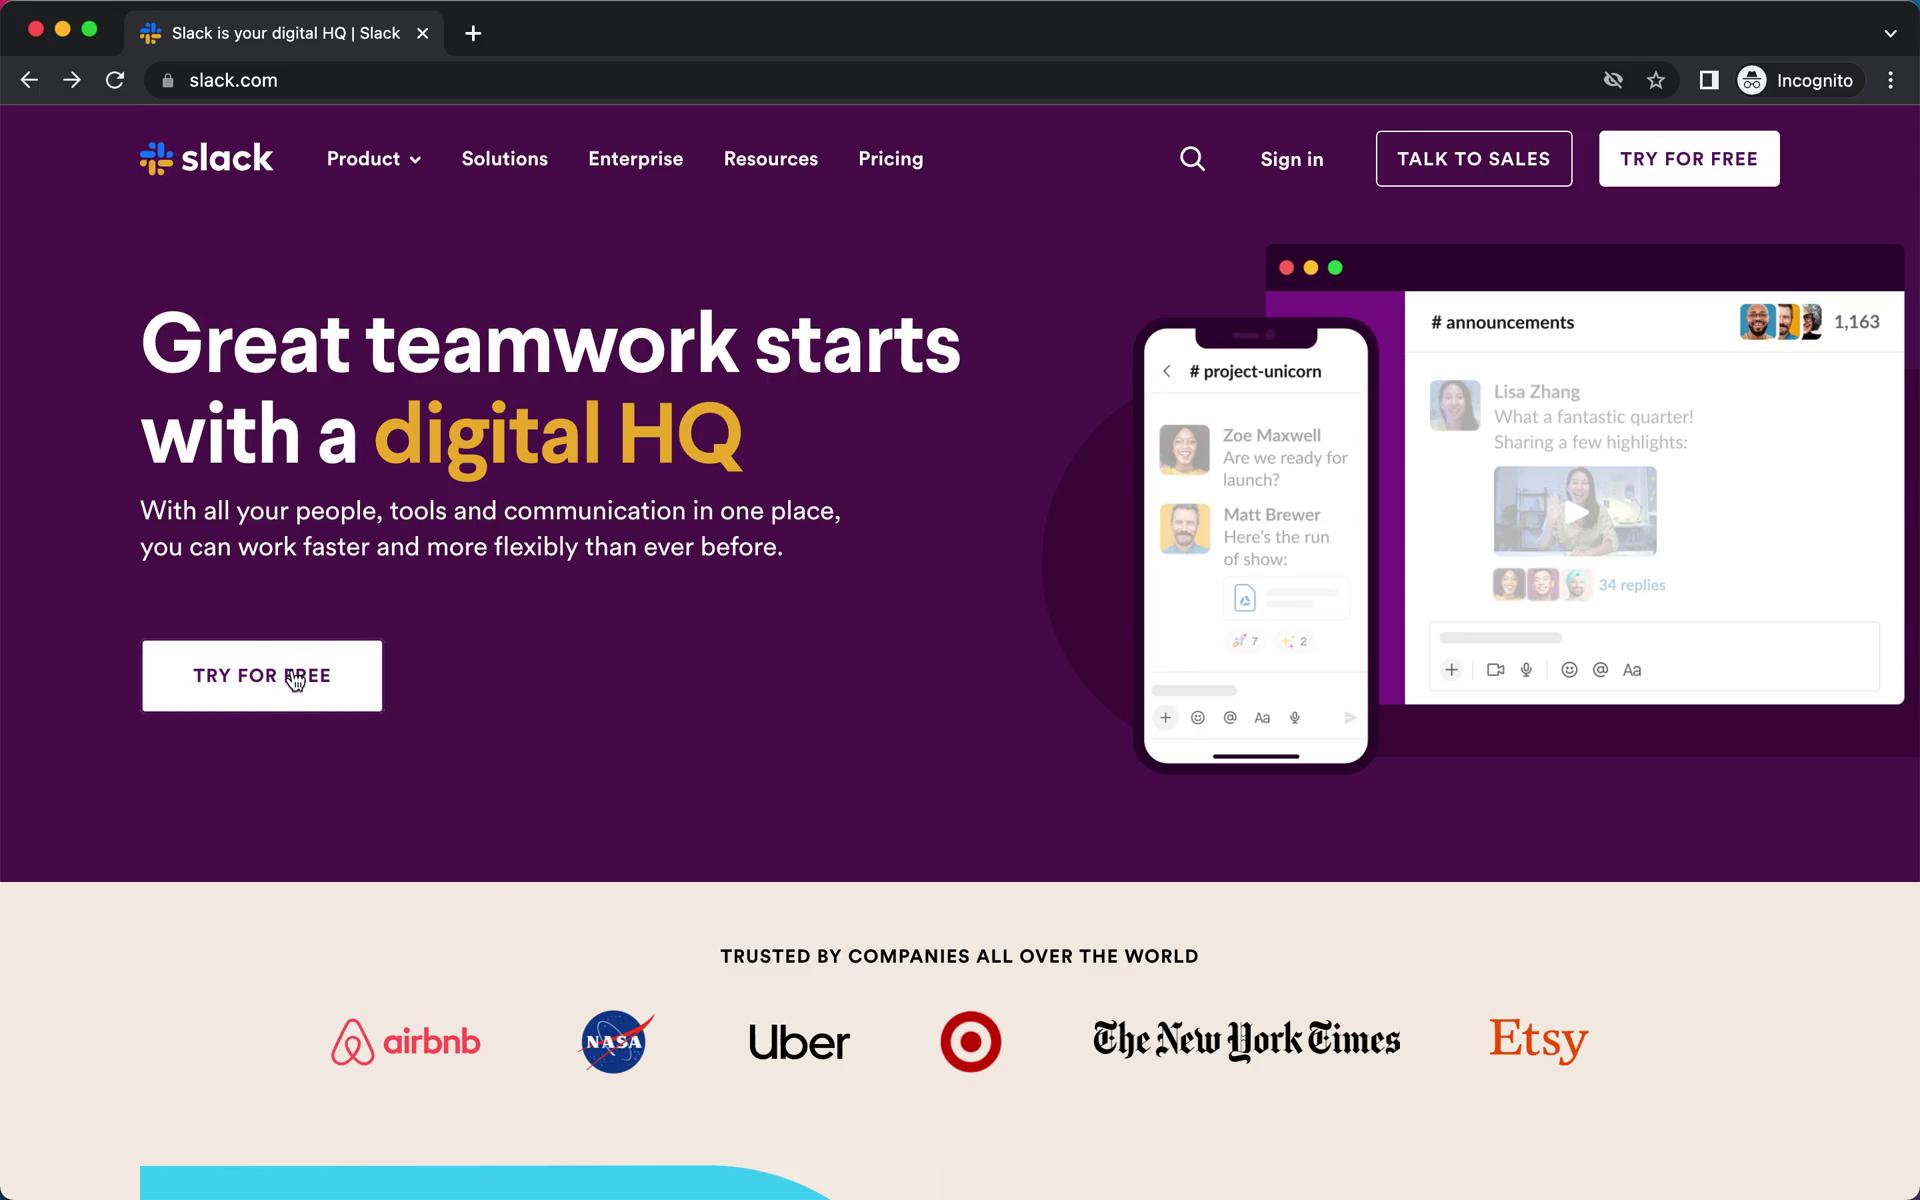 Slack is your digital HQ | Slack
slack.com
Incognito
slack
Product
Solutions
Enterprise
Resources
Pricing
Sign in
TALK TO SALES
TRY FOR FREE
Great teamwork starts
with a digital HQ
With all your people, tools and communication in one place,
you can work faster and more flexibly than ever before.
TRY FOR FREE
# project-unicorn
Zoe Maxwell
Are we ready for
launch?
Matt Brewer
Here's the run
of show:
7
2
@
Aa
# announcements
1,163
Lisa Zhang
What a fantastic quarter!
Sharing a few highlights:
34 replies
@
Aa
TRUSTED BY COMPANIES ALL OVER THE WORLD
airbnb
NASA
Uber
The New York Times
Etsy